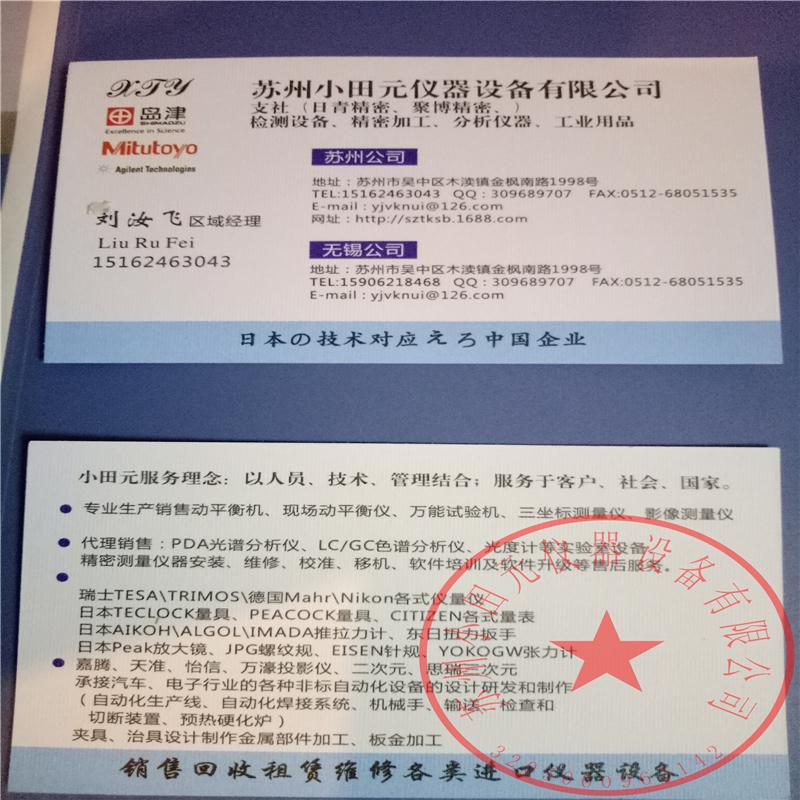 XTY
苏州小田元仪器设备有限公司
支社（日青精密、聚博精密、）
检测设备、精密加工、分析仪器、工业用品
岛津
SHIMADZU
Excellence in Science
Mitutoyo
Agilent Technologies
刘汝飞 区域经理
Liu Ru Fei
15162463043
苏州公司
地址：苏州市吴中区木渎镇金枫南路1998号
TEL:15162463043 QQ：309689707 FAX:0512-68051535
E-mail：yjvknui@126.com
网址：http://sztksb.1688.com
无锡公司
地址：苏州市吴中区木渎镇金枫南路1998号
TEL:15906218468 QQ：309689707 FAX:0512-68051535
E-mail：yjvknui@126.com
日本の技术对应えろ中国企业
小田元服务理念：以人员、技术、管理结合；服务于客户、社会、国家。
专业生产销售动平衡机、现场动平衡仪、万能试验机、三坐标测量仪、影像测量仪
代理销售：PDA光谱分析仪、LC/GC色谱分析仪、光度计等实验室设备
精密测量仪器安装、维修、校准、移机、软件培训及软件升级等售后服务。
瑞士TESA\TRIMOS\德国Mahr/Nikon各式仪量仪
日本TECLOCK量具、PEACOCK量具、CITIZEN各式量表
日本AIKOH\ALGOL\IMADA推拉力计、东日扭力扳手
日本Peak放大镜、JPG螺纹规、EISEN针规、YOKOGW张力计
嘉腾、天准、怡信、万濠投影仪、二次元、思瑞三次元
承接汽车、电子行业的各种非标自动化设备的设计研发和制作
（自动化生产线、自动化焊接系统、机械手、输送、检查和
切断装置、预热硬化炉）
夹具、治具设计制作金属部件加工、板金加工
销售回收租赁维修各类进口仪器设备
苏州小田元仪器设备有限公司